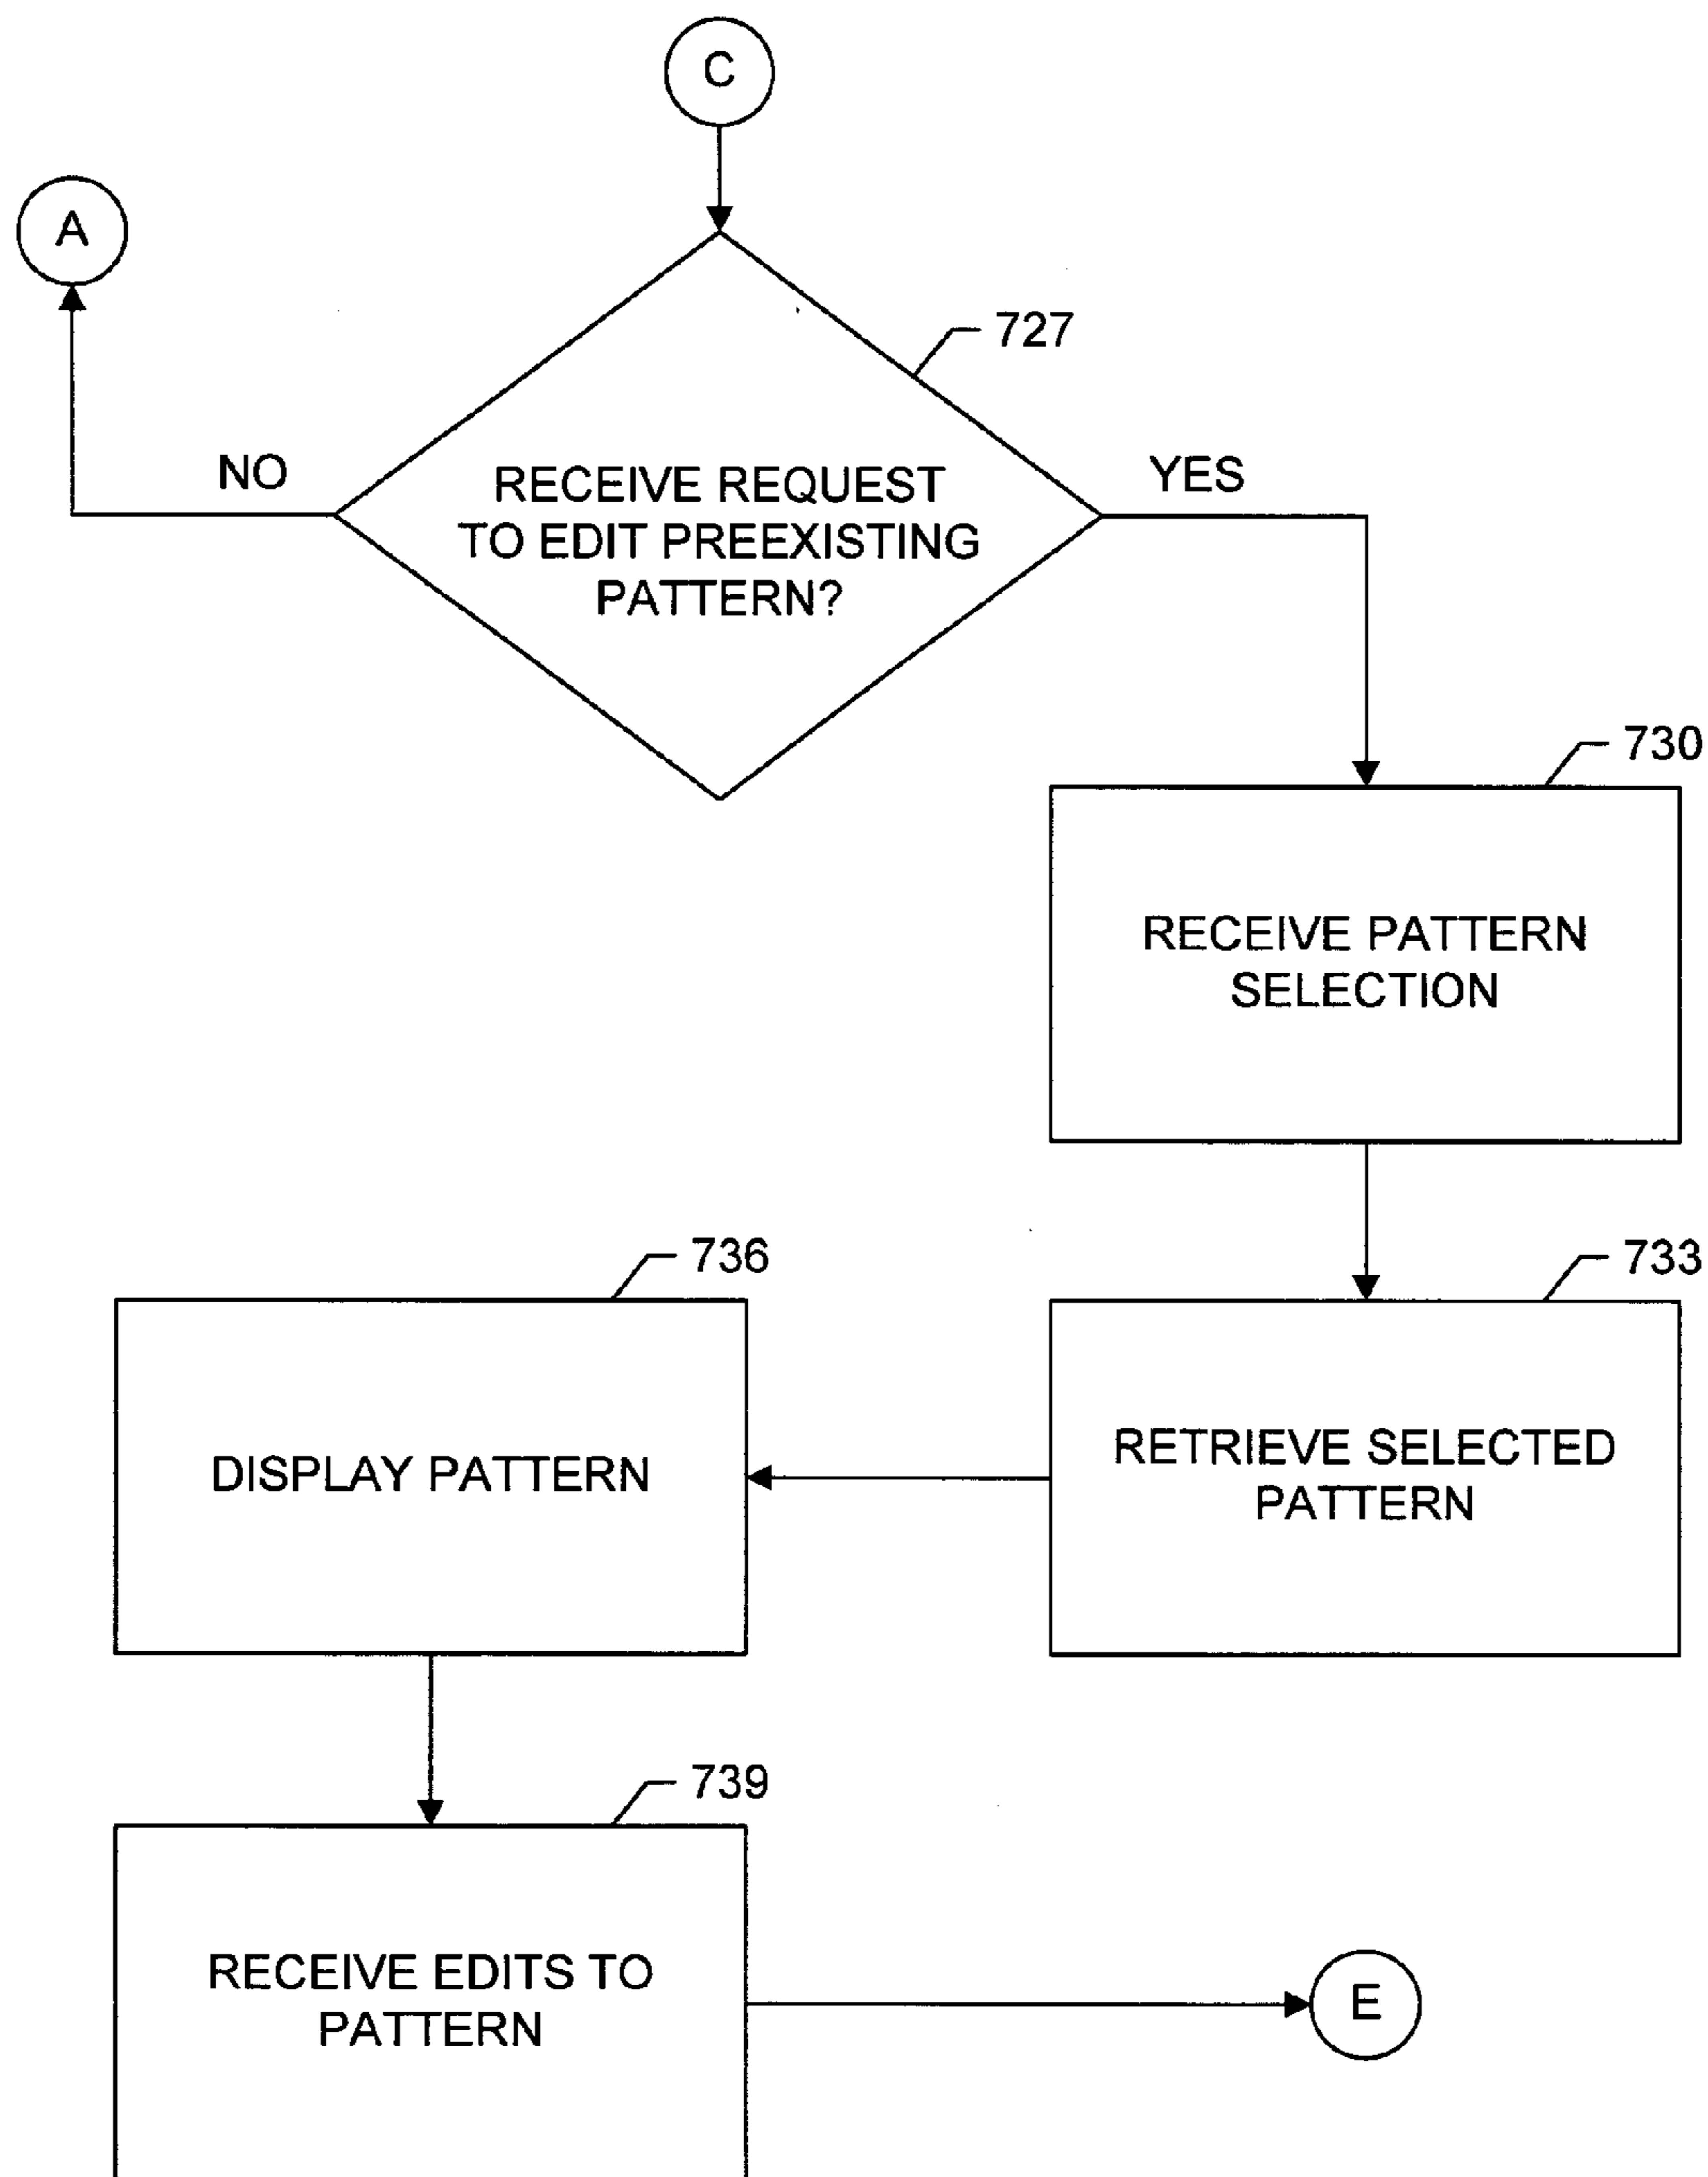 C
A
727
NO
YES
RECEIVE REQUEST
TO EDIT PREEXISTING
PATTERN?
730
RECEIVE PATTERN
SELECTION
736
733
DISPLAY PATTERN
RETRIEVE SELECTED
PATTERN
739
RECEIVE EDITS TO
PATTERN
E